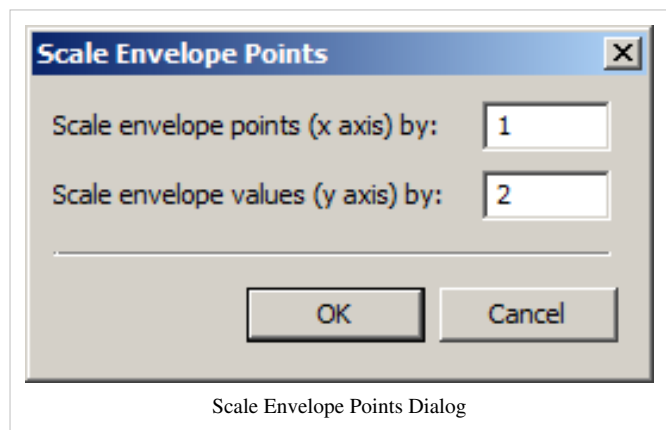 Scale Envelope Points
Scale envelope points (x axis) by: 1
Scale envelope values (y axis) by: 2
OK Cancel
Scale Envelope Points Dialog